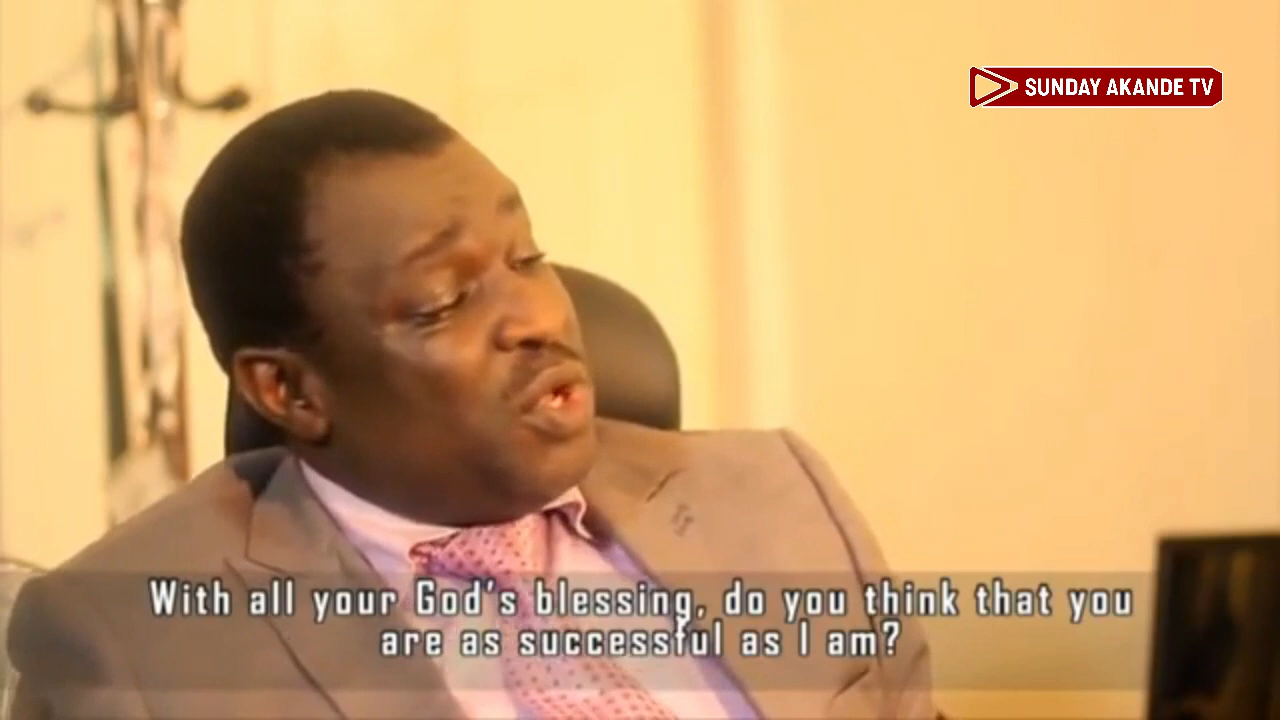 SUNDAY AKANDE TV
With all your God's blessing, do you think that you
are as successful as I am?